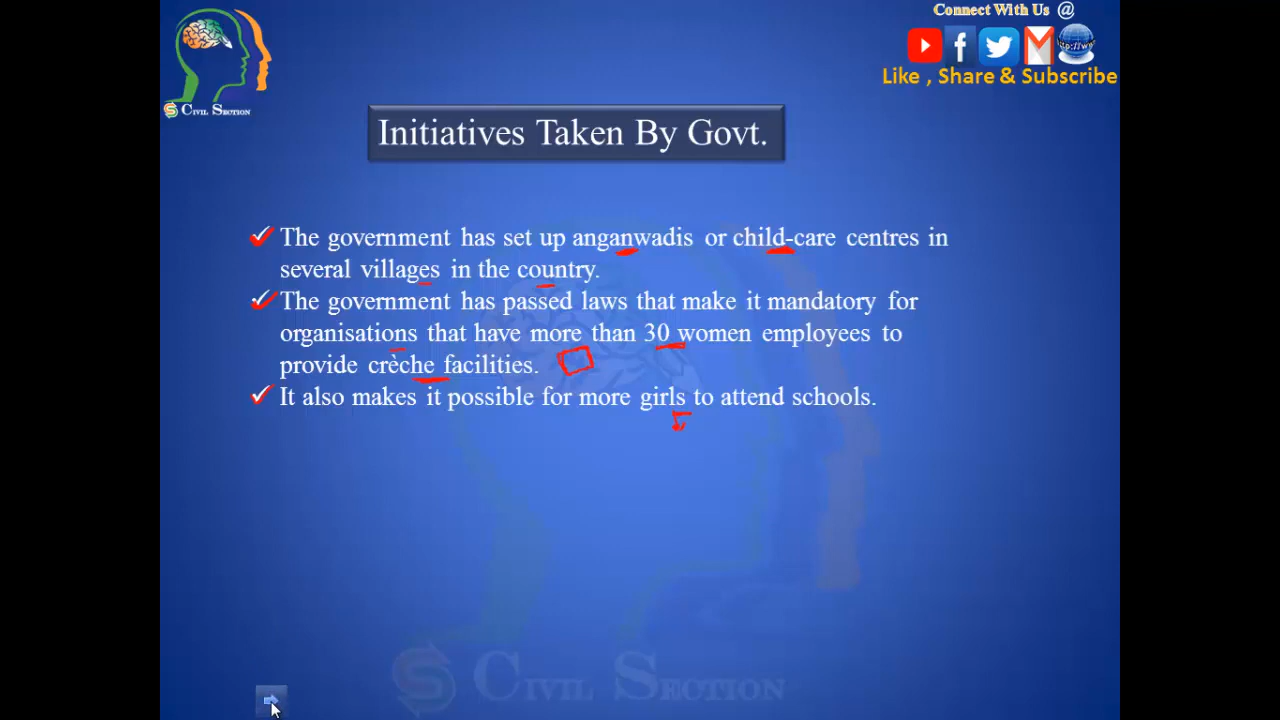 Connect With Us @
http://ww
Like , Share & Subscribe
S Civil Section
Initiatives Taken By Govt.
✓ The government has set up anganwadis or child-care centres in
several villages in the country.
✓ The government has passed laws that make it mandatory for
organisations that have more than 30 women employees to
provide crèche facilities.
✓ It also makes it possible for more girls to attend schools.
S Civil Section